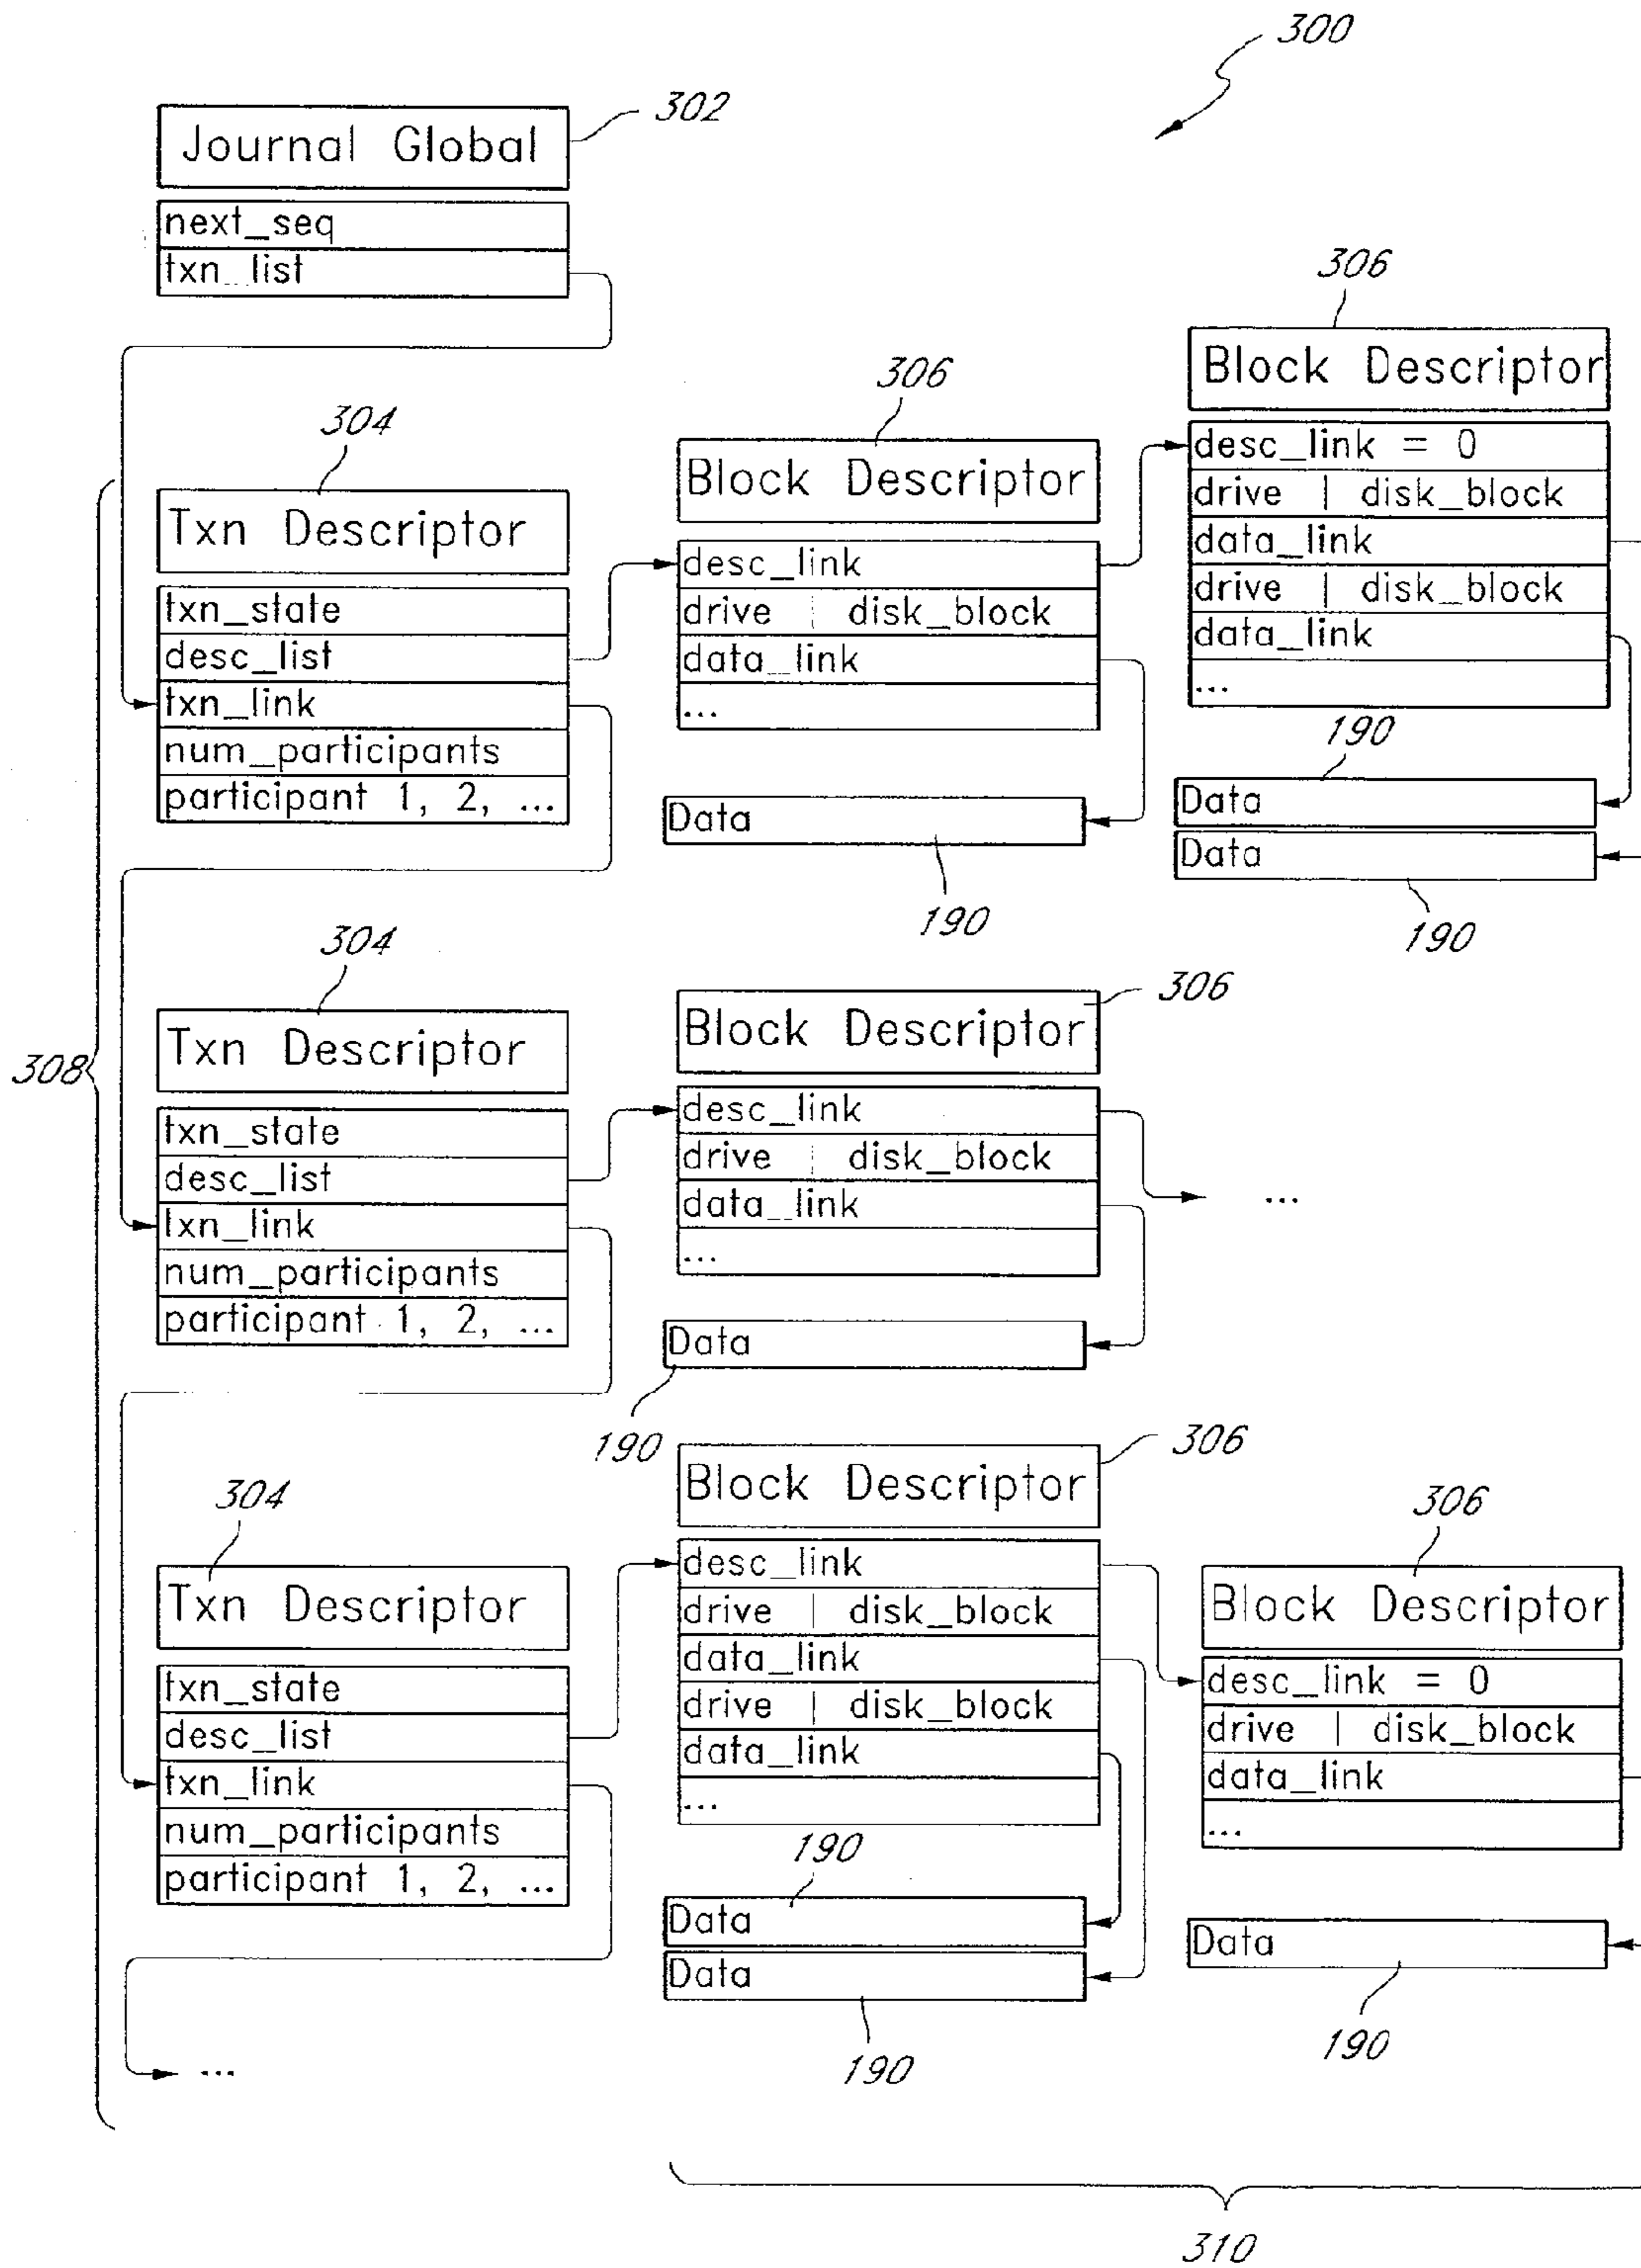 300
302
Journal Global
next_seq
txn_list
306
Block Descriptor
desc_link = 0
drive | disk_block
data_link
drive | disk_block
data_link
...
190
Data
Data
190
306
Block Descriptor
desc_link
drive | disk_block
data_link
...
Data
190
304
Txn Descriptor
txn_state
desc_list
txn_link
num_participants
participant 1, 2, ...
308
304
Txn Descriptor
txn_state
desc_list
txn_link
num_participants
participant 1, 2, ...
306
Block Descriptor
desc_link
drive | disk_block
data_link
...
...
Data
190
304
Txn Descriptor
txn_state
desc_list
txn_link
num_participants
participant 1, 2, ...
...
306
Block Descriptor
desc_link
drive | disk_block
data_link
drive | disk_block
data_link
...
190
Data
Data
190
306
Block Descriptor
desc_link = 0
drive | disk_block
data_link
...
Data
190
310